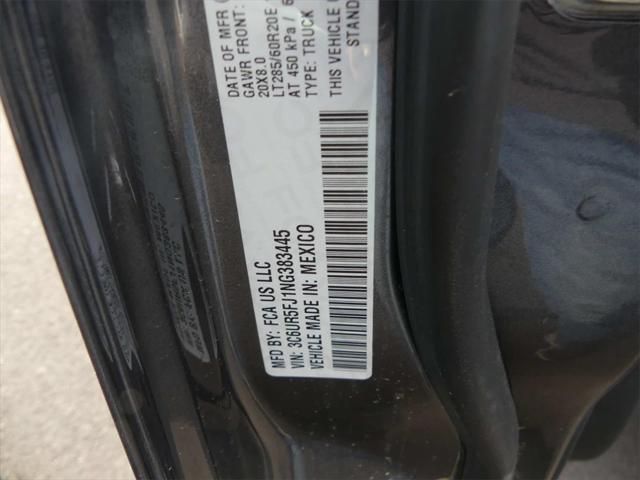 MFD BY: FCA US LLC
VIN: 3C6UR5FJ1NG383445
VEHICLE MADE IN: MEXICO
DATE OF MFR
GAWR FRONT:
20X8.0
LT285/60R20E
AT 450 kPa / 6
TYPE: TRUCK
THIS VEHICLE
STAND